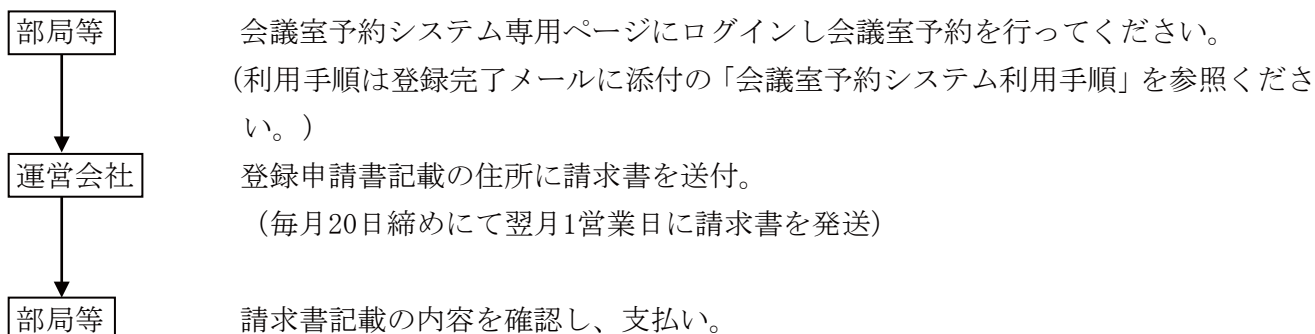 部局等 会議室予約システム専用ページにログインし会議室予約を行ってください。
(利用手順は登録完了メールに添付の「会議室予約システム利用手順」を参照くださ
い。)
運営会社 登録申請書記載の住所に請求書を送付。
(毎月20日締めにて翌月1営業日に請求書を発送)
部局等 請求書記載の内容を確認し、支払い。